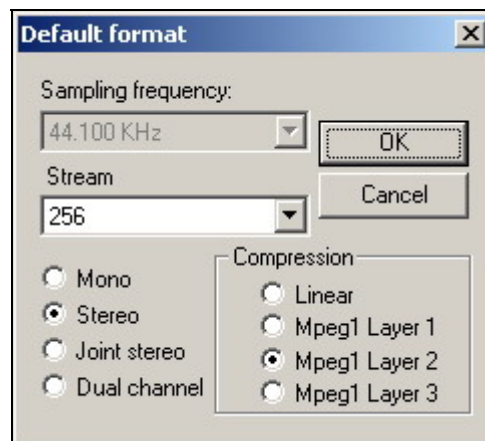 Default format
Sampling frequency:
44.100 KHz
OK
Stream
256
Cancel
Mono
Stereo
Joint stereo
Dual channel
Compression
Linear
Mpeg1 Layer 1
Mpeg1 Layer 2
Mpeg1 Layer 3